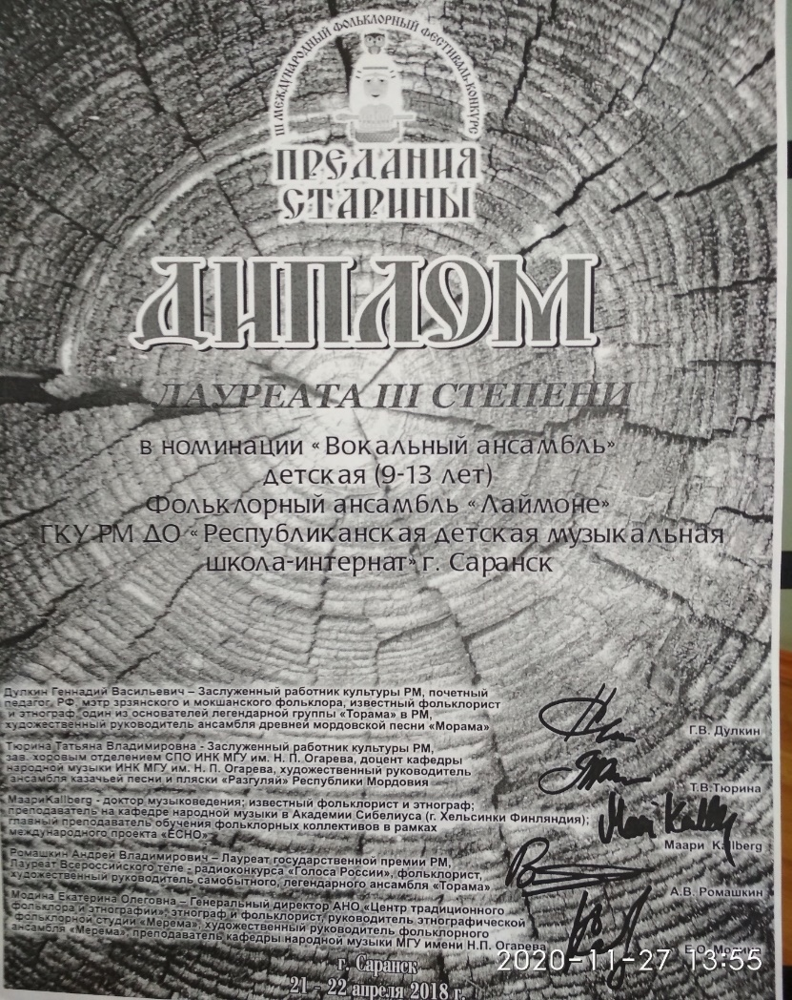 III МЕЖДУНАРОДНЫЙ ФОЛЬКЛОРНЫЙ ФЕСТИВАЛЬ-КОНКУРС
ПРЕДАНИЯ
СТАРИНЫ
ДИПЛОМ
ЛАУРЕАТА III СТЕПЕНИ
в номинации «Вокальный ансамбль»
детская (9-13 лет)
Фольклорный ансамбль «Лаймоне»
ГКУ РМ ДО «Республиканская детская музыкальная
школа-интернат» г. Саранск
Дулкин Геннадий Васильевич – Заслуженный работник культуры РМ, почетный
педагог РФ, мэтр эрзянского и мокшанского фольклора, известный фольклорист
и этнограф, один из основателей легендарной группы «Торама» в РМ,
художественный руководитель ансамбля древней мордовской песни «Морама»
Г.В. Дулкин
Тюрина Татьяна Владимировна - Заслуженный работник культуры РМ,
зав. хоровым отделением СПО ИНК МГУ им. Н. П. Огарева, доцент кафедры
народной музыки ИНК МГУ им. Н. П. Огарева, художественный руководитель
ансамбля казачьей песни и пляски «Разгуляй» Республики Мордовия
Т.В.Тюрина
МаариKallberg - доктор музыковедения; известный фольклорист и этнограф;
преподаватель на кафедре народной музыки в Академии Сибелиуса (г. Хельсинки Финляндия);
главный преподаватель обучения фольклорных коллективов в рамках
международного проекта «ECHO»
Маари Kallberg
Ромашкин Андрей Владимирович – Лауреат государственной премии РМ,
Лауреат Всероссийского теле - радиоконкурса «Голоса России», фольклорист,
художественный руководитель самобытного, легендарного ансамбля «Торама»
А.В. Ромашкин
Модина Екатерина Олеговна – Генеральный директор АНО «Центр традиционного
фольклора и этнографии», этнограф и фольклорист, руководитель этнографической
фольклорной студии «Мерема», художественный руководитель фольклорного
ансамбля «Мерема», преподаватель кафедры народной музыки МГУ имени Н.П. Огарева
Е.О. Модина
г. Саранск
21 - 22 апреля 2018 г.
2020-11-27 13:55